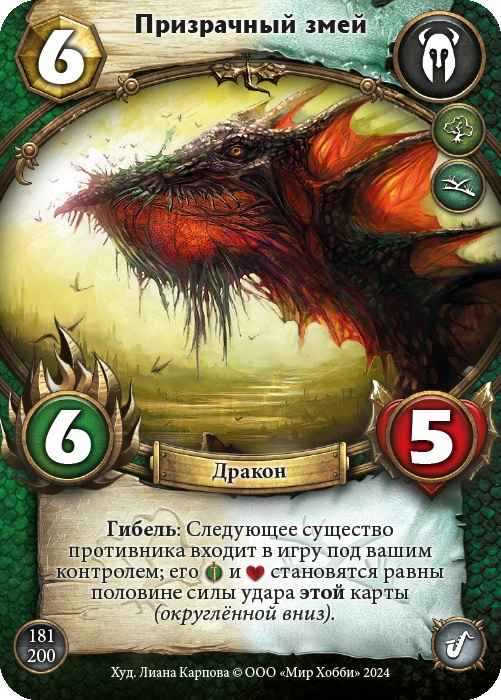 6
Призрачный змей
6
5
Дракон
Гибель: Следующее существо
противника входит в игру под вашим
контролем; его и становятся равны
половине силы удара этой карты
(округлённой вниз).
181
200
Худ. Лиана Карпова © ООО «Мир Хобби» 2024